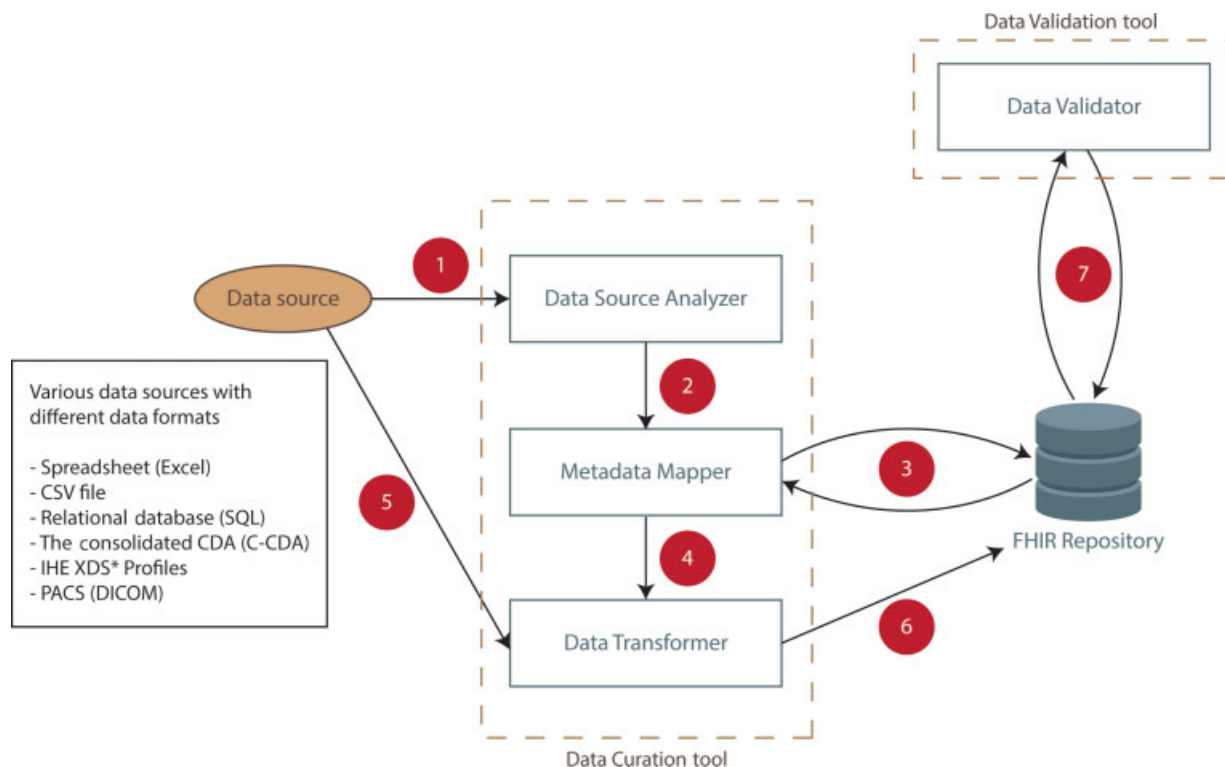 Data Validation tool
Data Validator
1
7
Data source
Data Source Analyzer
Various data sources with
different data formats
- Spreadsheet (Excel)
- CSV file
- Relational database (SQL)
- The consolidated CDA (C-CDA)
- IHE XDS* Profiles
- PACS (DICOM)
2
Metadata Mapper
3
5
FHIR Repository
4
Data Transformer
6
Data Curation tool